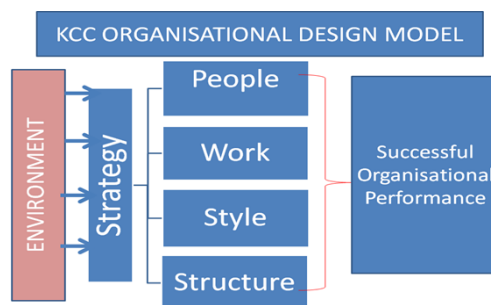 KCC ORGANISATIONAL DESIGN MODEL
ENVIRONMENT
Strategy
People
Work
Style
Structure
Successful
Organisational
Performance